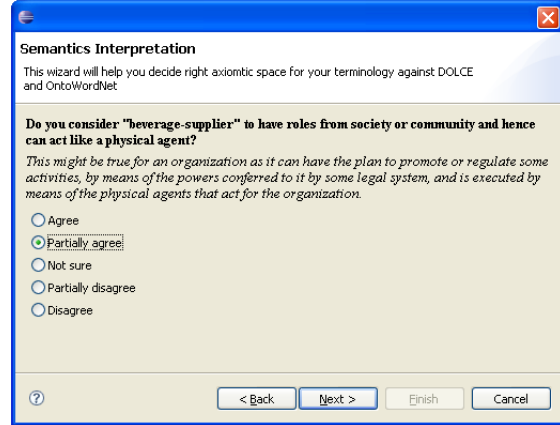 Semantics Interpretation
This wizard will help you decide right axiomtic space for your terminology against DOLCE
and OntoWordNet
Do you consider "beverage-supplier" to have roles from society or community and hence
can act like a physical agent?
This might be true for an organization as it can have the plan to promote or regulate some
activities, by means of the powers conferred to it by some legal system, and is executed by
means of the physical agents that act for the organization.
Agree
Partially agree
Not sure
Partially disagree
Disagree
? < Back Next > Finish Cancel